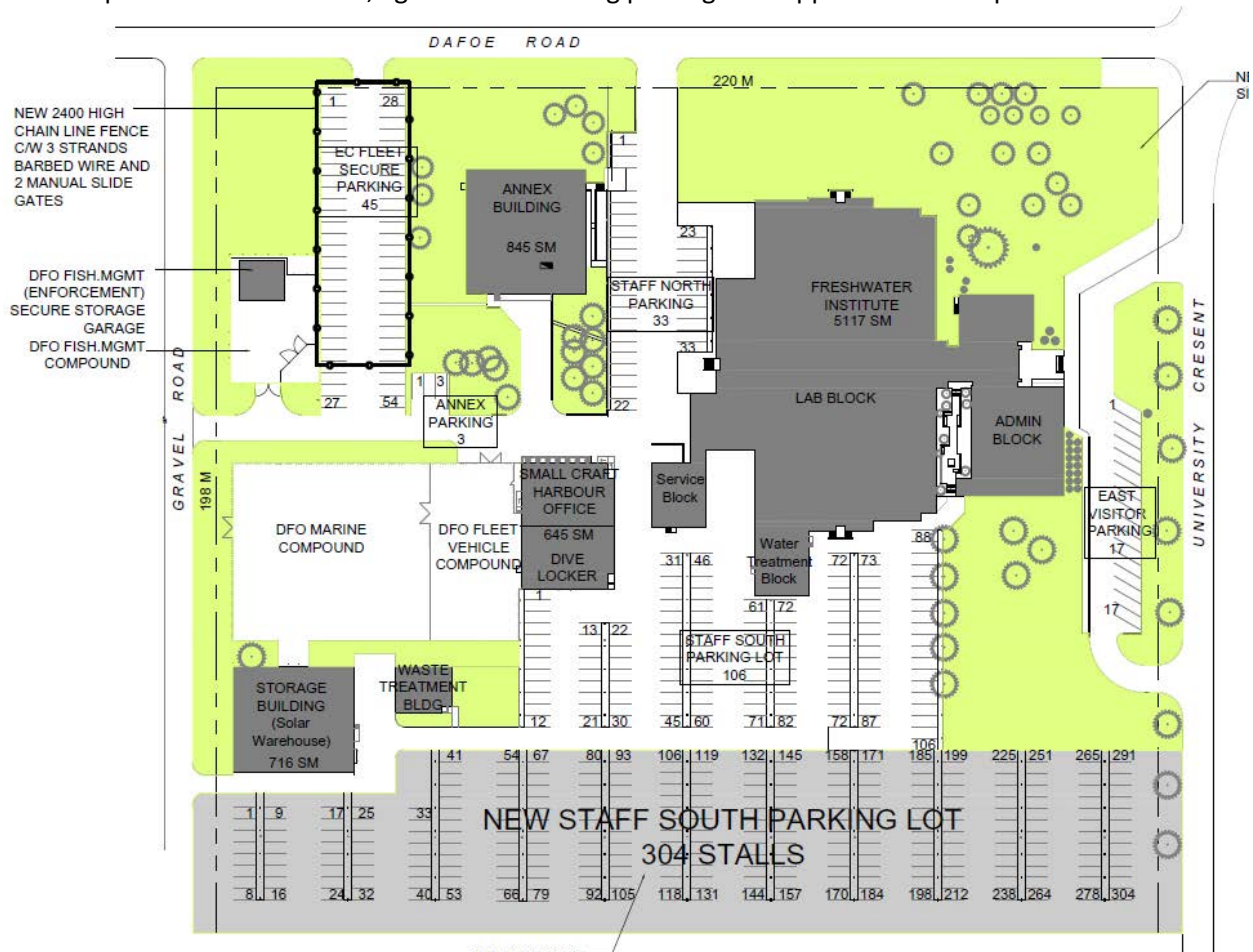 DAFOE ROAD
220 M
NEW 2400 HIGH
CHAIN LINE FENCE
C/W 3 STRANDS
BARBED WIRE AND
2 MANUAL SLIDE
GATES
1 28
EC FLEET
SECURE
PARKING
45
27 54
ANNEX
BUILDING
845 SM
1
23
STAFF NORTH
PARKING
33
33
22
FRESHWATER
INSTITUTE
5117 SM
LAB BLOCK
ADMIN
BLOCK
DFO FISH.MGMT
(ENFORCEMENT)
SECURE STORAGE
GARAGE
DFO FISH.MGMT
COMPOUND
GRAVEL ROAD
198 M
1 3
ANNEX
PARKING
3
UNIVERSITY CRESENT
1
EAST
VISITOR
PARKING
17
17
DFO MARINE
COMPOUND
DFO FLEET
VEHICLE
COMPOUND
SMALL CRAFT
HARBOUR
OFFICE
645 SM
DIVE
LOCKER
Service
Block
Water
Treatment
Block
1
13 22
31 46
61 72
72 73
88
STAFF SOUTH
PARKING LOT
106
12
21 30
45 60
71 82
72 87
106
STORAGE
BUILDING
(Solar
Warehouse)
716 SM
WASTE
TREATMENT
BLDG
41 54 67 80 93 106 119 132 145 158 171 185 199 225 251 265 291
1 9 17 25 33
NEW STAFF SOUTH PARKING LOT
304 STALLS
8 16 24 32 40 53 66 79 92 105 118 131 144 157 170 184 198 212 238 264 278 304